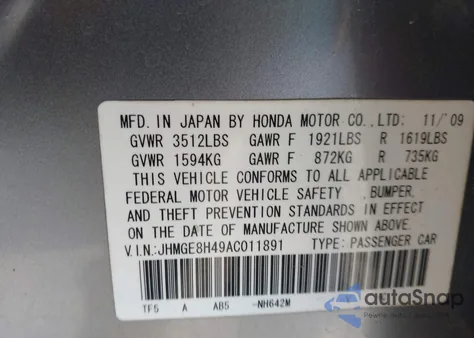 MFD. IN JAPAN BY HONDA MOTOR CO., LTD: 11/'09
GVWR 3512LBS GAWR F 1921LBS R 1619LBS
GVWR 1594KG GAWR F 872KG R 735KG
THIS VEHICLE CONFORMS TO ALL APPLICABLE
FEDERAL MOTOR VEHICLE SAFETY , BUMPER,
AND THEFT PREVENTION STANDARDS IN EFFECT
ON THE DATE OF MANUFACTURE SHOWN ABOVE.
V.I.N.:JHMGE8H49AC011891 TYPE: PASSENGER CAR
TF5 A AB5 -NH642M
autoSnap